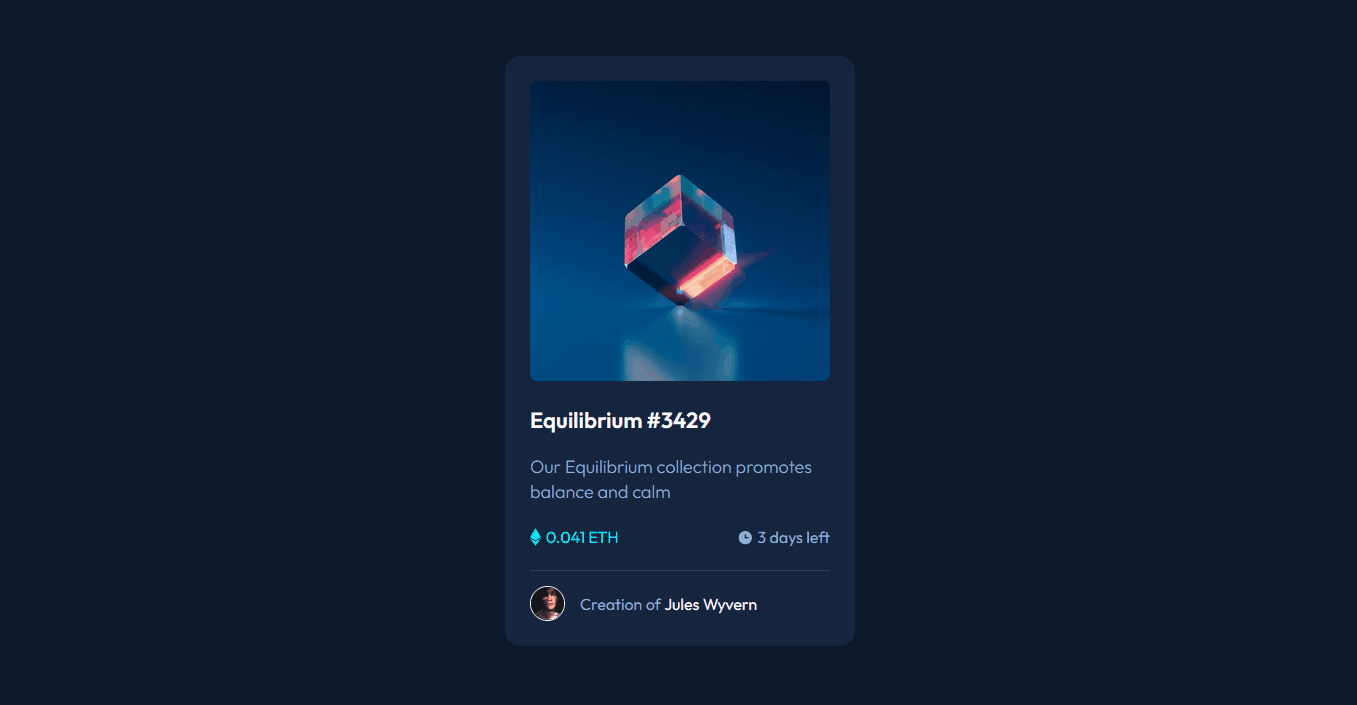 Equilibrium #3429
Our Equilibrium collection promotes
balance and calm
0.041 ETH
3 days left
Creation of Jules Wyvern